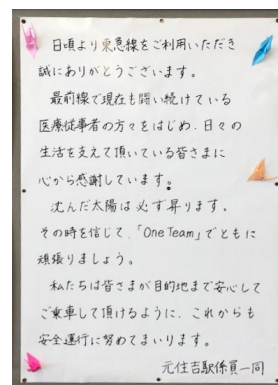 日頃より東急線をご利用いただき
誠にありがとうございます。
最前線で現在も闘い続けている
医療従事者の方々をはじめ、日々の
生活を支えて頂いている皆さまに
心から感謝しています。
沈んだ太陽は必ず昇ります。
その時を信じて、「One Team」でともに
頑張りましょう。
私たちは皆さまが目的地まで安心して
ご乗車して頂けるように、これからも
安全運行に努めてまいります。
元住吉駅係員一同